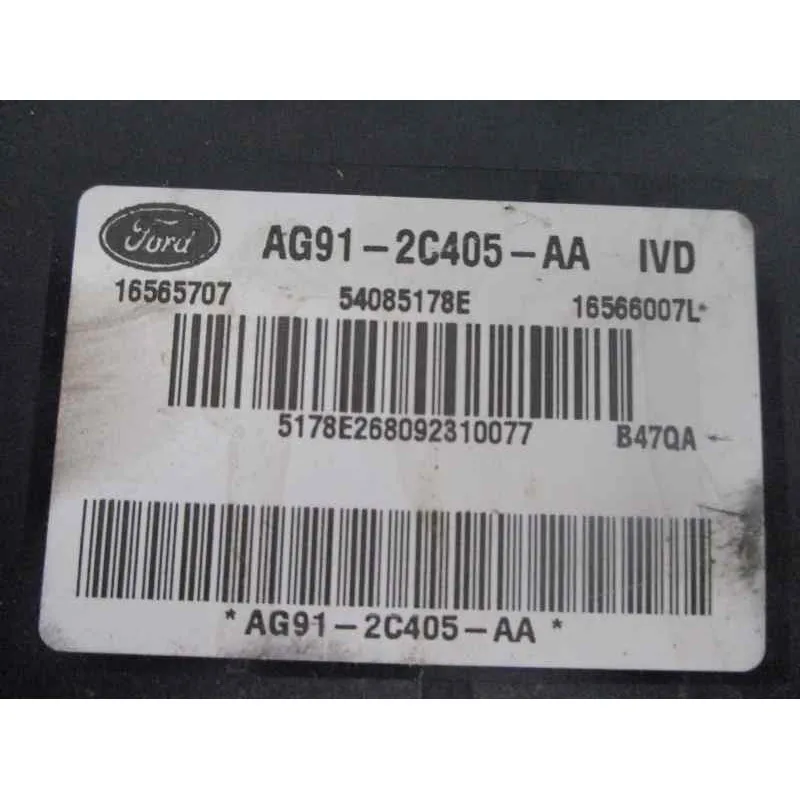 Ford AG91-2C405-AA IVD
16565707 54085178E 16566007L*
5178E268092310077 B47QA
*AG91-2C405-AA*